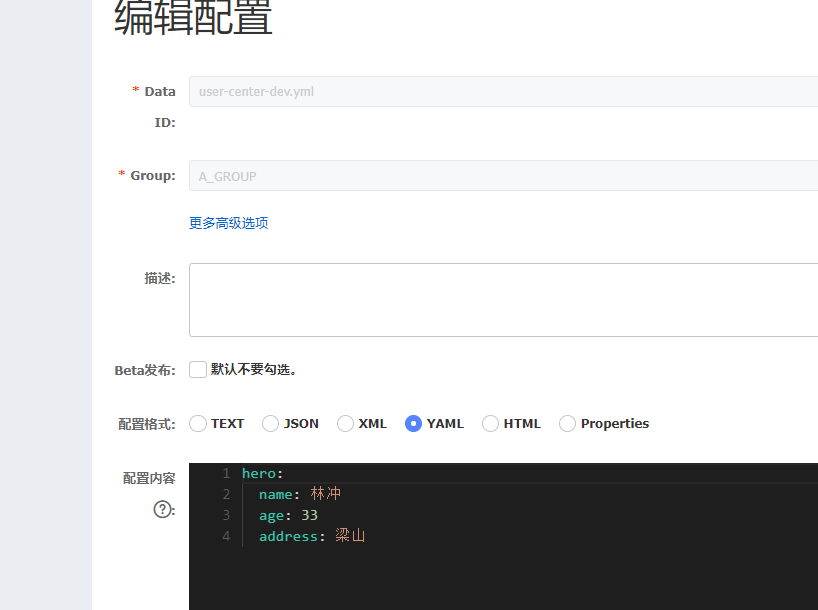 编辑配置
* Data ID:
user-center-dev.yml
* Group:
A_GROUP
更多高级选项
描述:
Beta发布:
默认不要勾选。
配置格式:
TEXT JSON XML YAML HTML Properties
配置内容
?:
1 hero:
2 name: 林冲
3 age: 33
4 address: 梁山